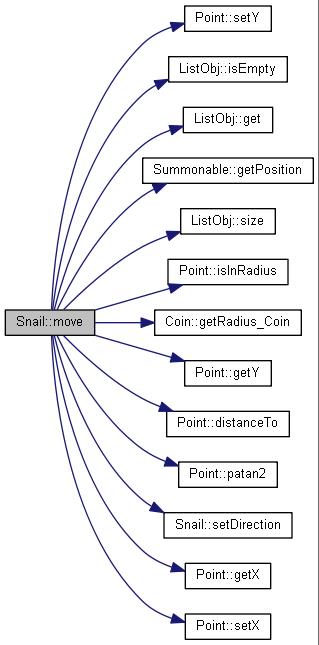 Point::setY
ListObj::isEmpty
ListObj::get
Summonable::getPosition
ListObj::size
Point::isInRadius
Snail::move
Coin::getRadius_Coin
Point::getY
Point::distanceTo
Point::patan2
Snail::setDirection
Point::getX
Point::setX